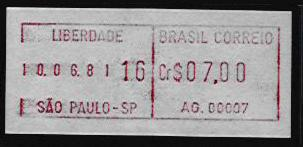 LIBERDADE
BRASIL CORREIO
10.06.81 16
Cr$07,00
SÃO PAULO-SP
AG.00007